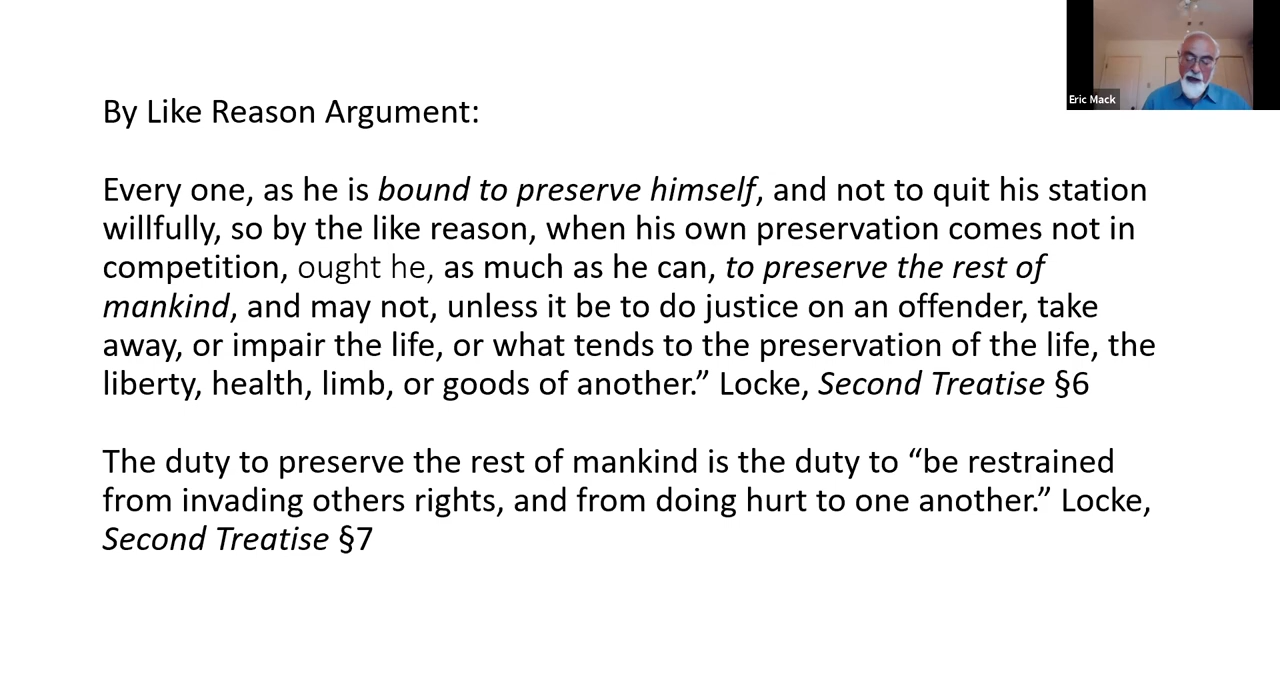 Eric Mack
By Like Reason Argument:
Every one, as he is bound to preserve himself, and not to quit his station
willfully, so by the like reason, when his own preservation comes not in
competition, ought he, as much as he can, to preserve the rest of
mankind, and may not, unless it be to do justice on an offender, take
away, or impair the life, or what tends to the preservation of the life, the
liberty, health, limb, or goods of another.” Locke, Second Treatise §6
The duty to preserve the rest of mankind is the duty to “be restrained
from invading others rights, and from doing hurt to one another.” Locke,
Second Treatise §7